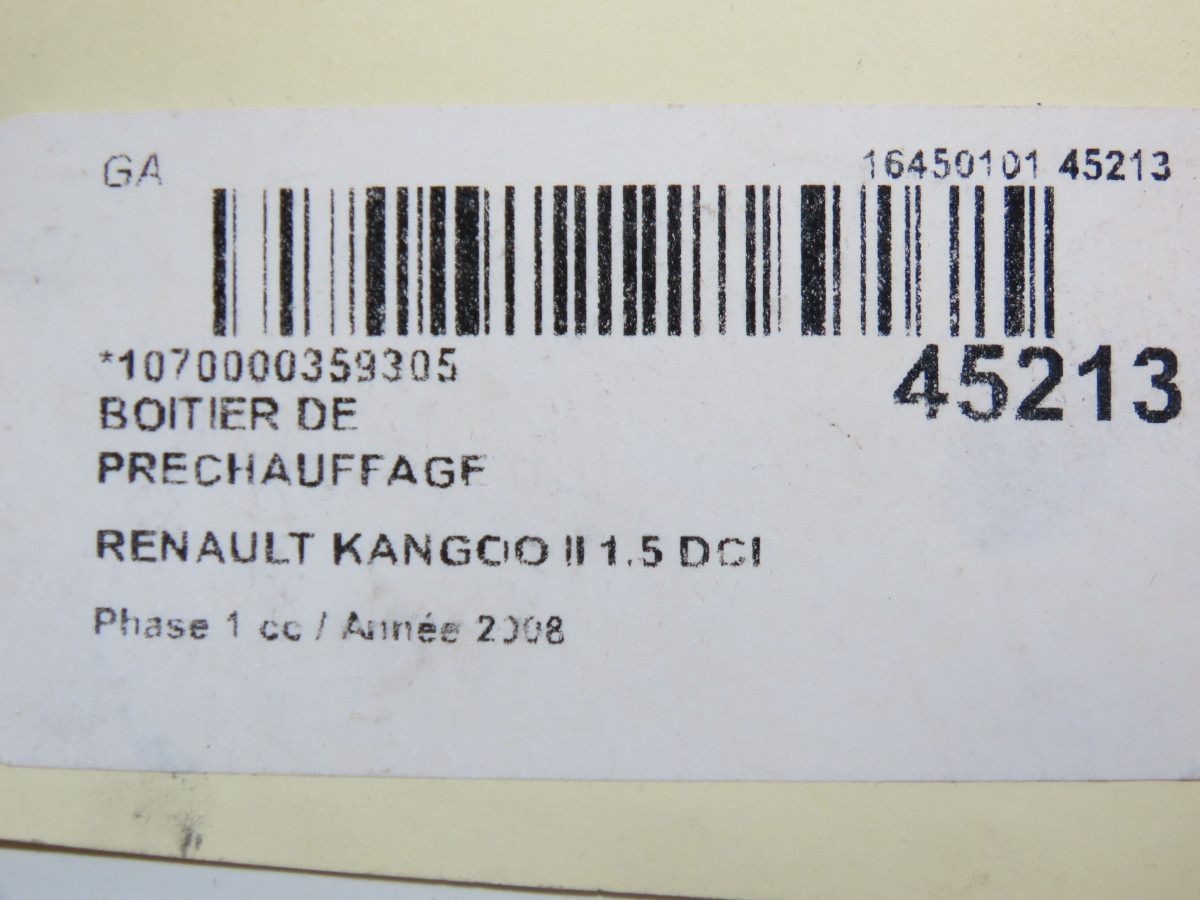 GA
16450101 45213
*1070000359305
45213
BOITIER DE
PRECHAUFFAGE
RENAULT KANGOO II 1.5 DCI
Phase 1 cc / Année 2008